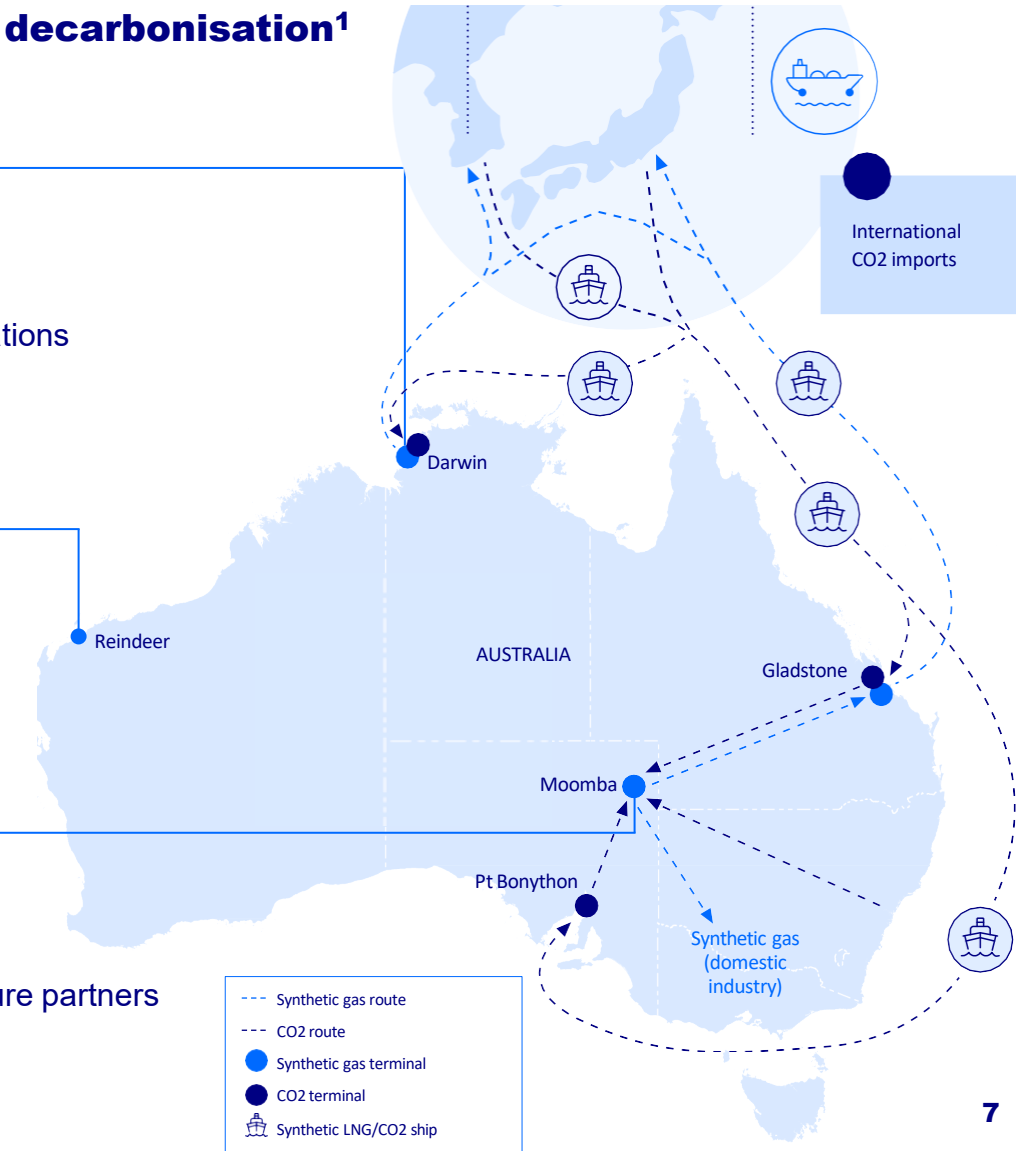 decarbonisation¹
International
CO2 imports
ations
Darwin
Reindeer
AUSTRALIA
Gladstone
Moomba
Pt Bonython
Synthetic gas
(domestic
industry)
ure partners
Synthetic gas route
CO2 route
Synthetic gas terminal
CO2 terminal
Synthetic LNG/CO2 ship
7